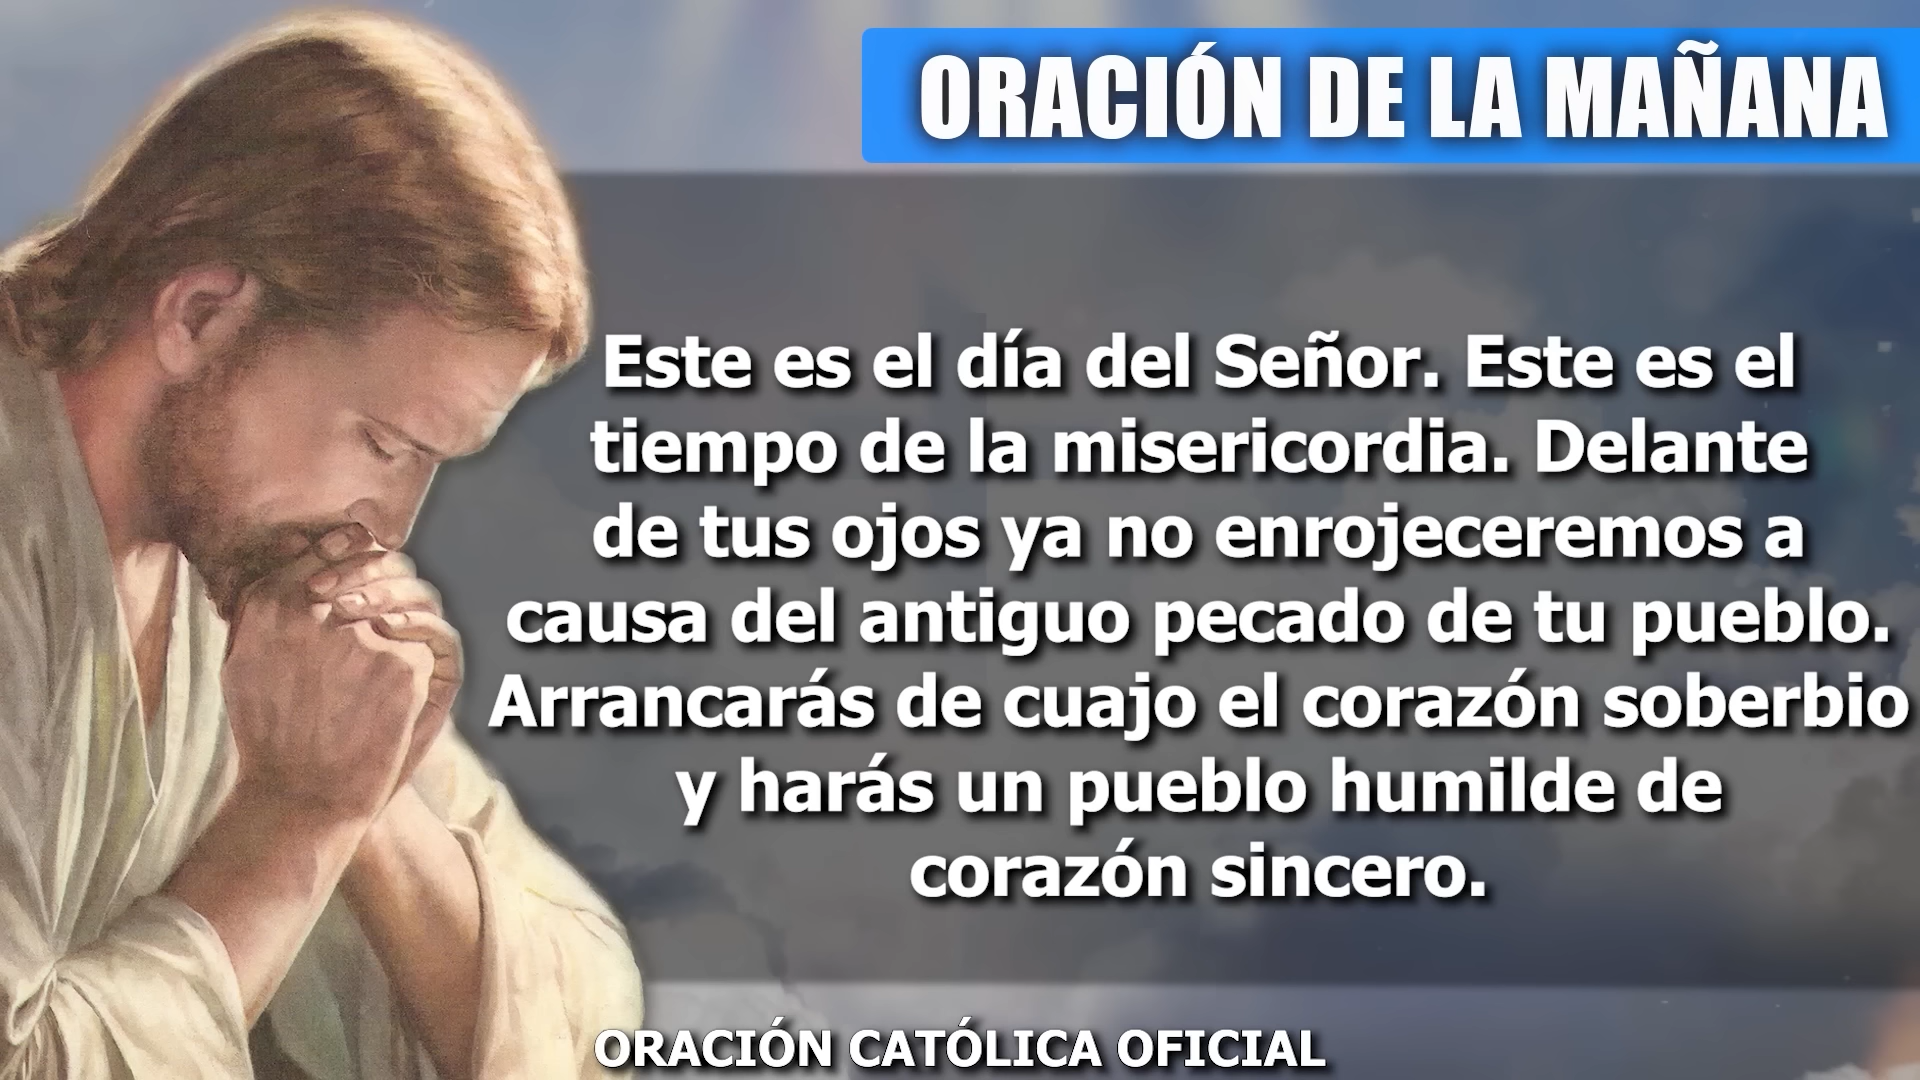 ORACIÓN DE LA MAÑANA
Este es el día del Señor. Este es el
tiempo de la misericordia. Delante
de tus ojos ya no enrojeceremos a
causa del antiguo pecado de tu pueblo.
Arrancarás de cuajo el corazón soberbio
y harás un pueblo humilde de
corazón sincero.
ORACIÓN CATÓLICA OFICIAL